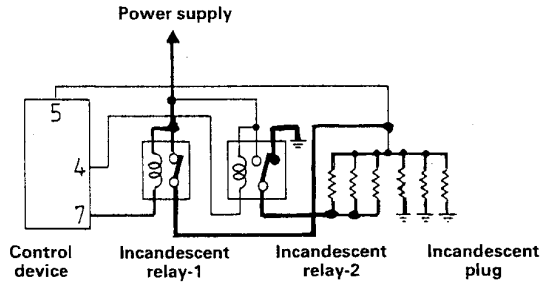 Power supply
5
4
7
Control
device
Incandescent
relay-1
Incandescent
relay-2
Incandescent
plug